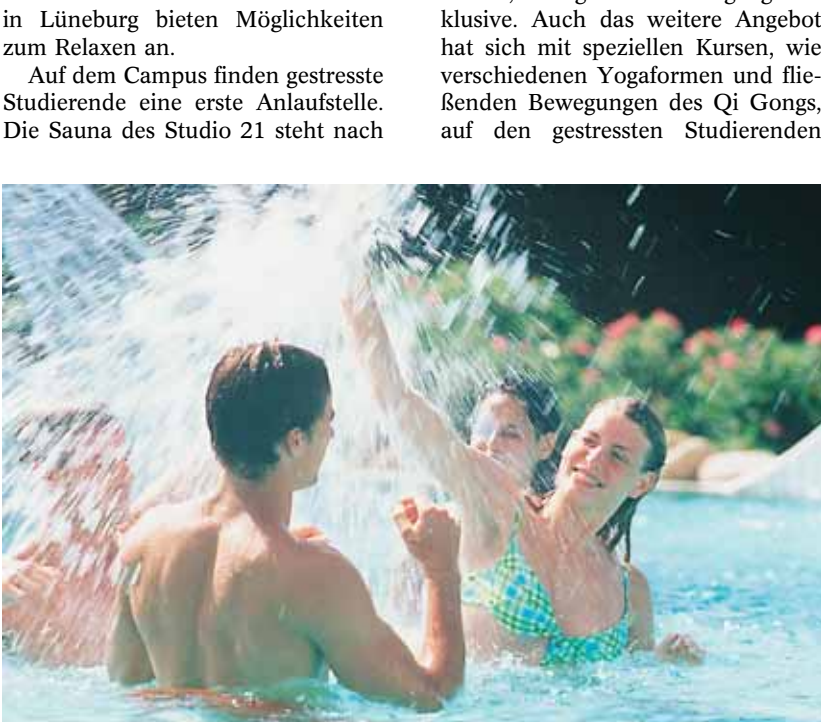 in Lüneburg bieten Möglichkeiten
zum Relaxen an.
Auf dem Campus finden gestresste
Studierende eine erste Anlaufstelle.
Die Sauna des Studio 21 steht nach
klusive. Auch das weitere Angebot
hat sich mit speziellen Kursen, wie
verschiedenen Yogaformen und flie-
ßenden Bewegungen des Qi Gongs,
auf den gestressten Studierenden